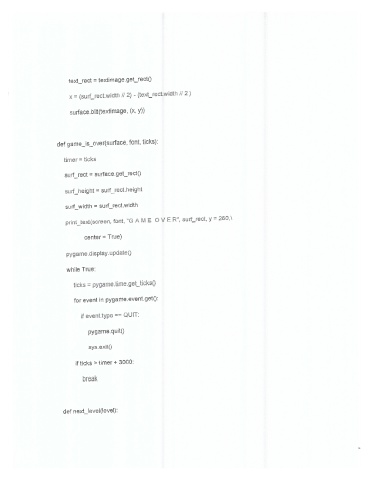 text_rect = textimage.get_rect()
x = (surf_rect.width // 2) - (text_rect.width // 2 )
surface.blit(textimage, (x, y))
def game_is_over(surface, font, ticks):
timer = ticks
surf_rect = surface.get_rect()
surf_height = surf_rect.height
surf_width = surf_rect.width
print_text(screen, font, "G A M E  O V E R", surf_rect, y = 260,\
center = True)
pygame.display.update()
while True:
ticks = pygame.time.get_ticks()
for event in pygame.event.get():
if event.type == QUIT:
pygame.quit()
sys.exit()
if ticks > timer + 3000:
break
def next_level(level):